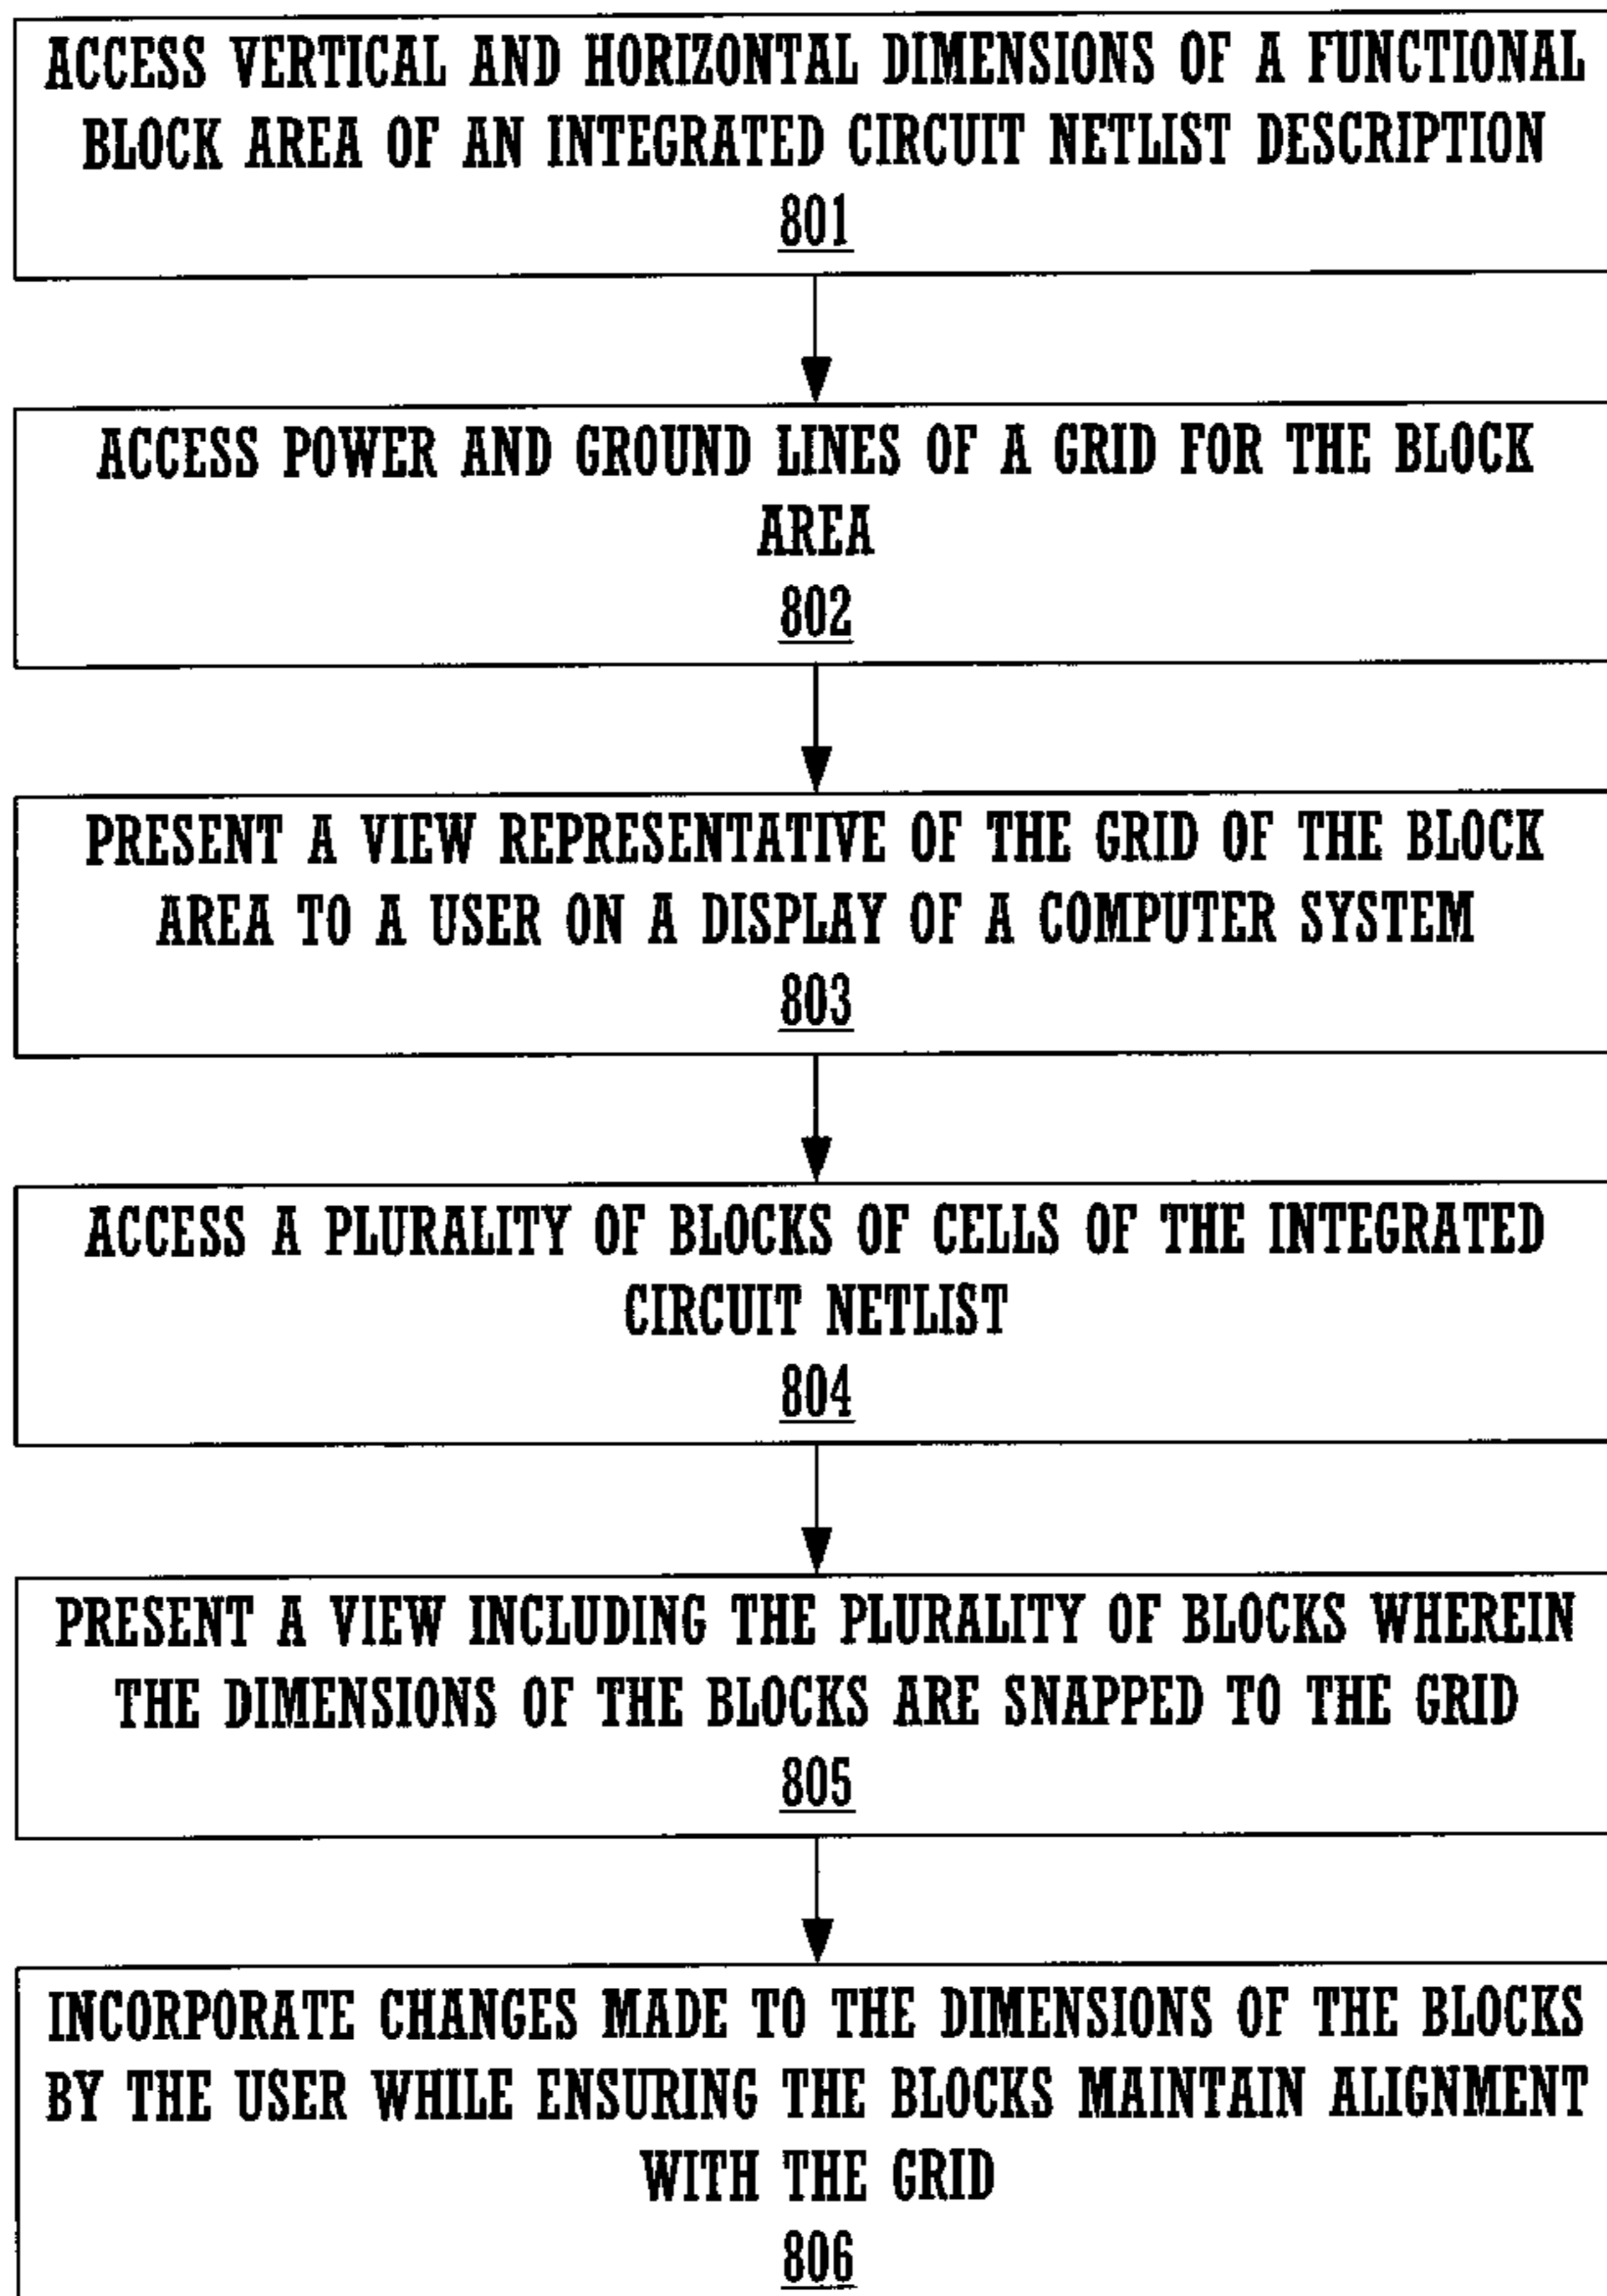 ACCESS VERTICAL AND HORIZONTAL DIMENSIONS OF A FUNCTIONAL
BLOCK AREA OF AN INTEGRATED CIRCUIT NETLIST DESCRIPTION
801
ACCESS POWER AND GROUND LINES OF A GRID FOR THE BLOCK
AREA
802
PRESENT A VIEW REPRESENTATIVE OF THE GRID OF THE BLOCK
AREA TO A USER ON A DISPLAY OF A COMPUTER SYSTEM
803
ACCESS A PLURALITY OF BLOCKS OF CELLS OF THE INTEGRATED
CIRCUIT NETLIST
804
PRESENT A VIEW INCLUDING THE PLURALITY OF BLOCKS WHEREIN
THE DIMENSIONS OF THE BLOCKS ARE SNAPPED TO THE GRID
805
INCORPORATE CHANGES MADE TO THE DIMENSIONS OF THE BLOCKS
BY THE USER WHILE ENSURING THE BLOCKS MAINTAIN ALIGNMENT
WITH THE GRID
806